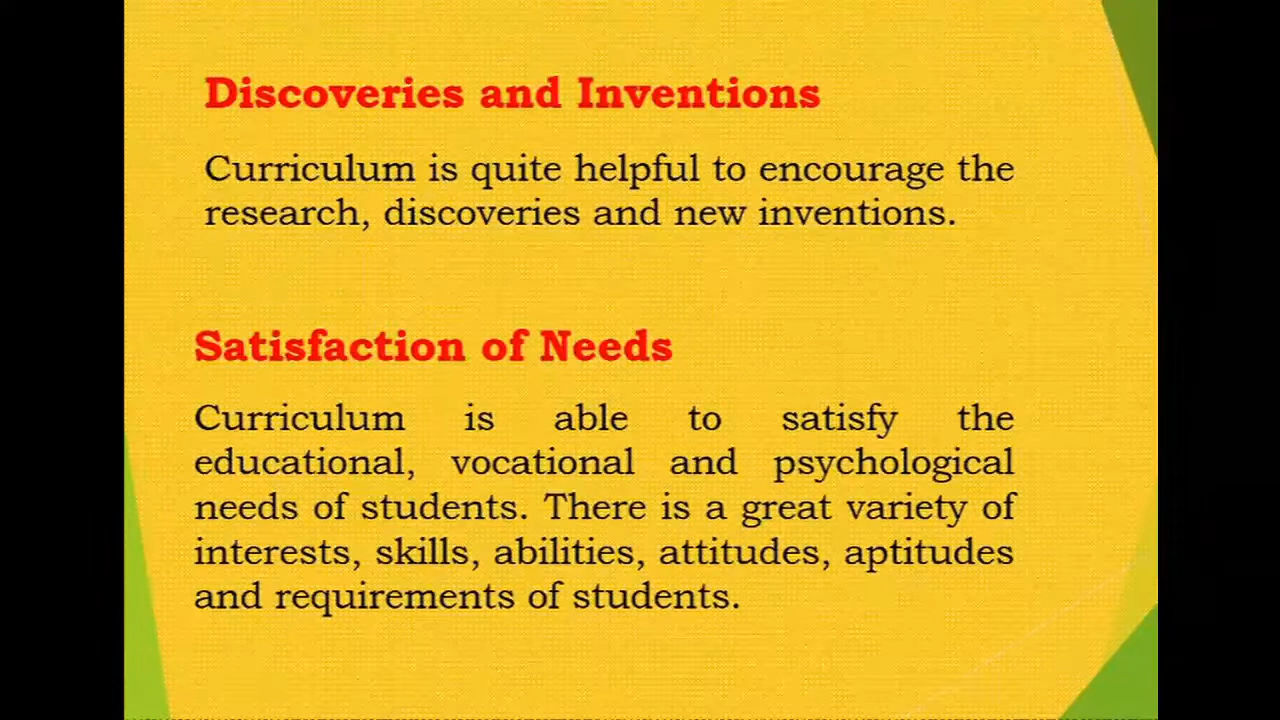 Discoveries and Inventions
Curriculum is quite helpful to encourage the
research, discoveries and new inventions.
Satisfaction of Needs
Curriculum is able to satisfy the
educational, vocational and psychological
needs of students. There is a great variety of
interests, skills, abilities, attitudes, aptitudes
and requirements of students.